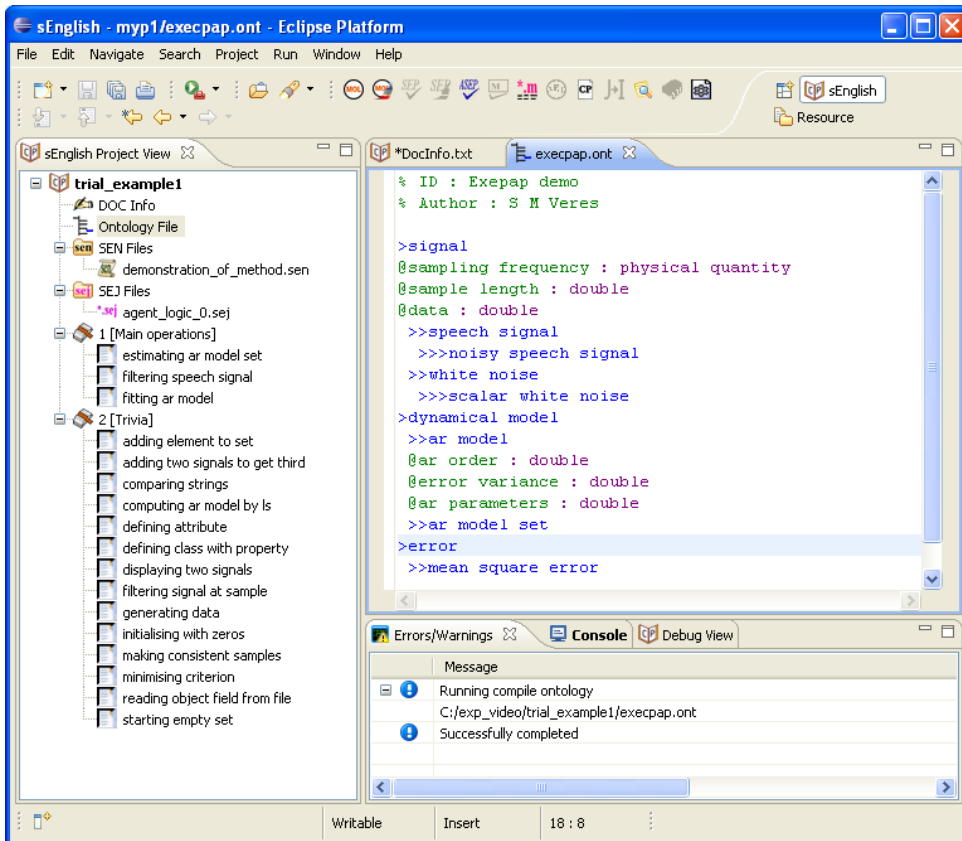 sEnglish - myp1/execpap.ont - Eclipse Platform
File Edit Navigate Search Project Run Window Help
sEnglish
Resource
sEnglish Project View
trial_example1
DOC Info
Ontology File
SEN Files
demonstration_of_method.sen
SEJ Files
agent_logic_0.sej
1 [Main operations]
estimating ar model set
filtering speech signal
fitting ar model
2 [Trivia]
adding element to set
adding two signals to get third
comparing strings
computing ar model by ls
defining attribute
defining class with property
displaying two signals
filtering signal at sample
generating data
initialising with zeros
making consistent samples
minimising criterion
reading object field from file
starting empty set
*DocInfo.txt execpap.ont
% ID : Exepap demo
% Author : S M Veres
>signal
@sampling frequency : physical quantity
@sample length : double
@data : double
>>speech signal
>>>noisy speech signal
>>white noise
>>>scalar white noise
>dynamical model
>>ar model
@ar order : double
@error variance : double
@ar parameters : double
>>ar model set
>error
>>mean square error
Errors/Warnings Console Debug View
Message
Running compile ontology
C:/exp_video/trial_example1/execpap.ont
Successfully completed
Writable Insert 18 : 8